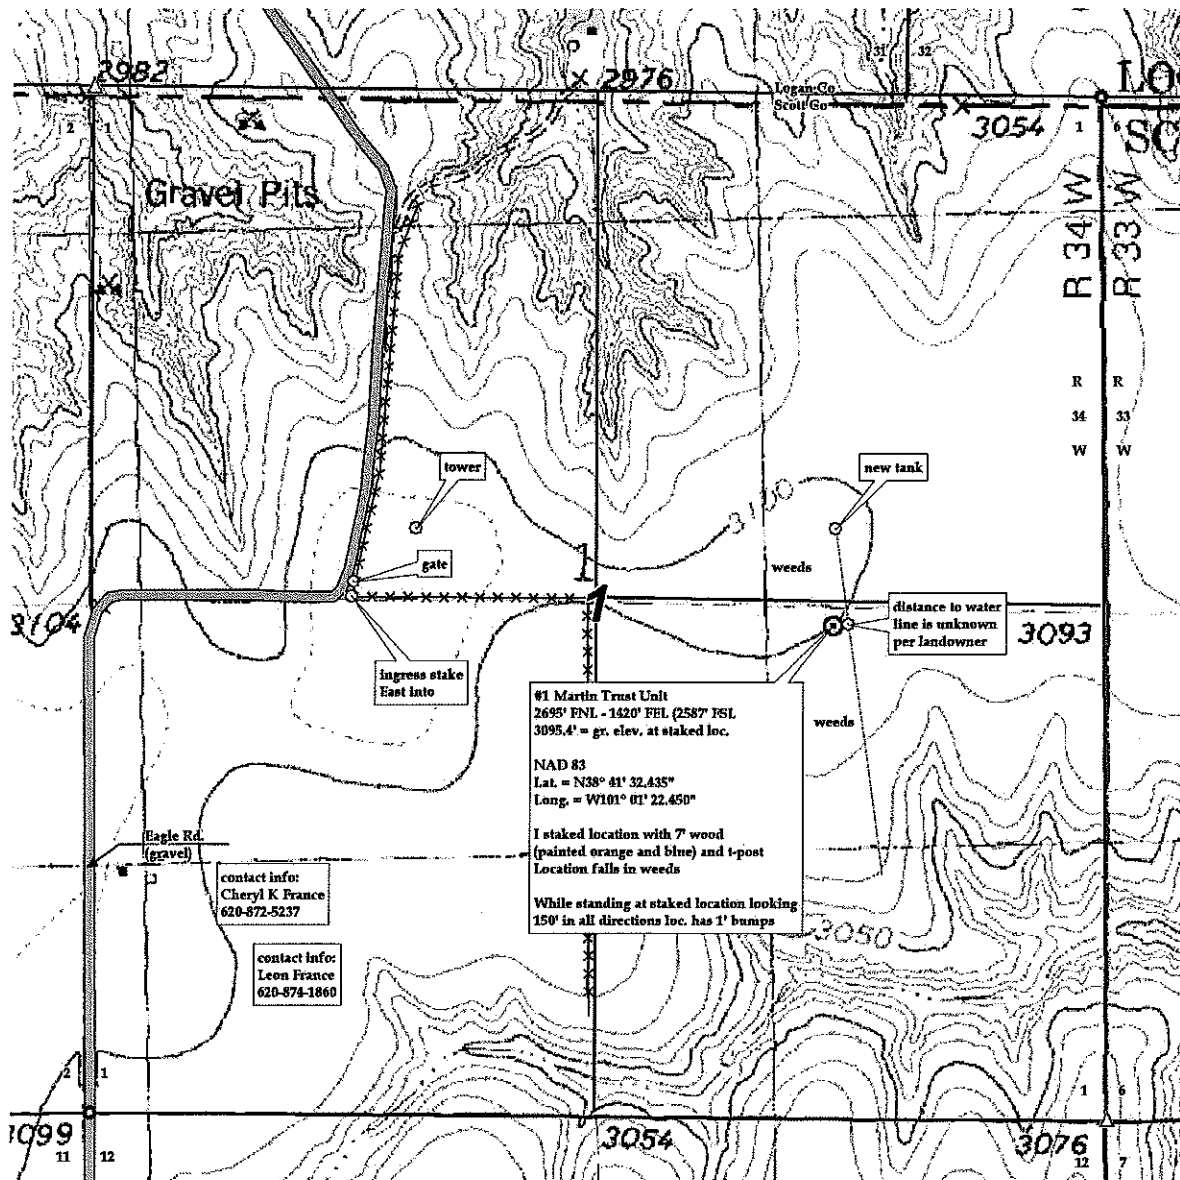 31 32
2982
2976
LO
Logan Co
Scott Co
3054
2 1
1 6
SC
Gravel Pits
R 34 W
R 33 W
R R
34 33
W W
tower
new tank
3100
gate
1
weeds
1
distance to water
line is unknown
per landowner
3104
3093
ingress stake
East into
#1 Martin Trust Unit
2695' FNL - 1420' FEL (2587' FSL
3095.4' = gr. elev. at staked loc.
weeds
NAD 83
Lat. = N38° 41' 32.435"
Long. = W101° 01' 22.450"
Eagle Rd.
(gravel)
I staked location with 7' wood
(painted orange and blue) and t-post
Location falls in weeds
contact info:
Cheryl K France
620-872-5237
While standing at staked location looking
150' in all directions loc. has 1' bumps
3050
contact info:
Leon France
620-874-1860
2 1
1 6
3099
3054
3076
11 12
12 7